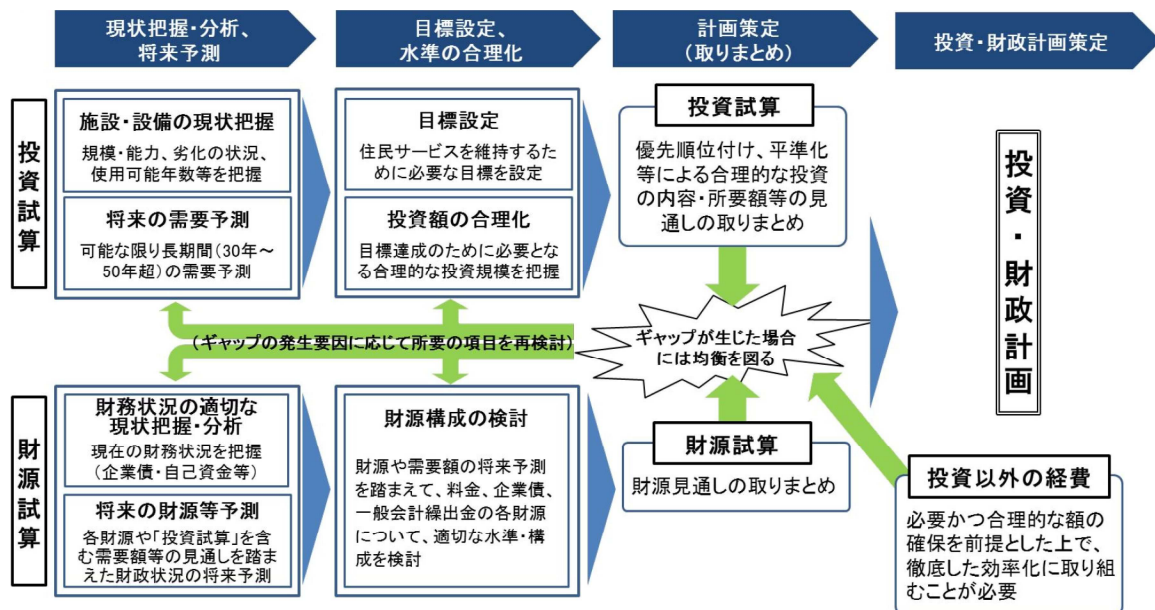 現状把握・分析、
将来予測
目標設定、
水準の合理化
計画策定
(取りまとめ)
投資・財政計画策定
投資試算
施設・設備の現状把握
規模・能力、劣化の状況、
使用可能年数等を把握
将来の需要予測
可能な限り長期間(30年～
50年超)の需要予測
目標設定
住民サービスを維持するた
めに必要な目標を設定
投資額の合理化
目標達成のために必要とな
る合理的な投資規模を把握
投資試算
優先順位付け、平準化
等による合理的な投資
の内容・所要額等の見
通しの取りまとめ
投資・財政計画
(ギャップの発生要因に応じて所要の項目を再検討)
ギャップが生じた場合
には均衡を図る
財源試算
財務状況の適切な
現状把握・分析
現在の財務状況を把握
(企業債・自己資金等)
将来の財源等予測
各財源や「投資試算」を含
む需要額等の見通しを踏ま
えた財政状況の将来予測
財源構成の検討
財源や需要額の将来予測
を踏まえて、料金、企業債、
一般会計繰出金の各財源
について、適切な水準・構
成を検討
財源試算
財源見通しの取りまとめ
投資以外の経費
必要かつ合理的な額の
確保を前提とした上で、
徹底した効率化に取り組
むことが必要